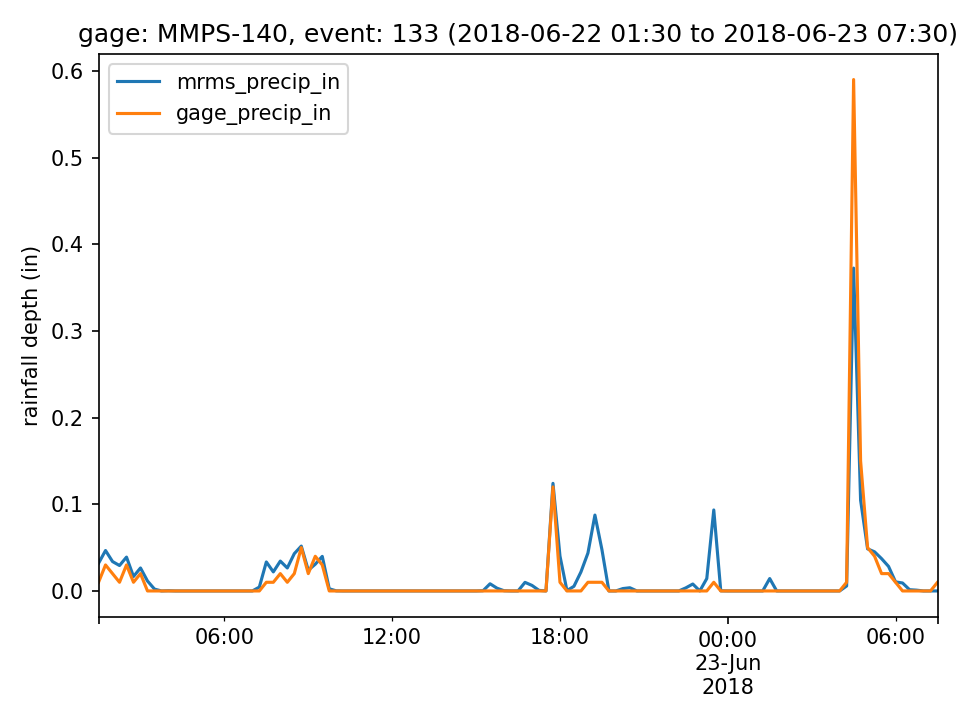 gage: MMPS-140, event: 133 (2018-06-22 01:30 to 2018-06-23 07:30)
mrms_precip_in
gage_precip_in
rainfall depth (in)
0.6
0.5
0.4
0.3
0.2
0.1
0.0
06:00
12:00
18:00
00:00
23-Jun
2018
06:00